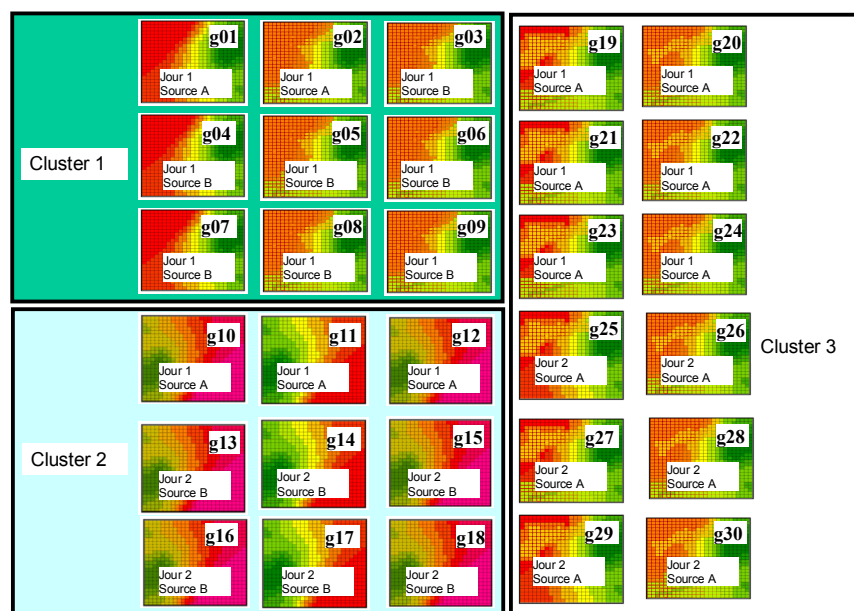 g01
Jour 1
Source A
g02
Jour 1
Source A
g03
Jour 1
Source B
Cluster 1
g04
Jour 1
Source B
g05
Jour 1
Source B
g06
Jour 1
Source B
g07
Jour 1
Source B
g08
Jour 1
Source B
g09
Jour 1
Source B
Cluster 2
g10
Jour 1
Source A
g11
Jour 1
Source A
g12
Jour 1
Source A
g13
Jour 2
Source B
g14
Jour 2
Source B
g15
Jour 2
Source B
g16
Jour 2
Source B
g17
Jour 2
Source B
g18
Jour 2
Source B
g19
Jour 1
Source A
g20
Jour 1
Source A
g21
Jour 1
Source A
g22
Jour 1
Source A
g23
Jour 1
Source A
g24
Jour 1
Source A
g25
Jour 2
Source A
g26
Jour 2
Source A
Cluster 3
g27
Jour 2
Source A
g28
Jour 2
Source A
g29
Jour 2
Source A
g30
Jour 2
Source A